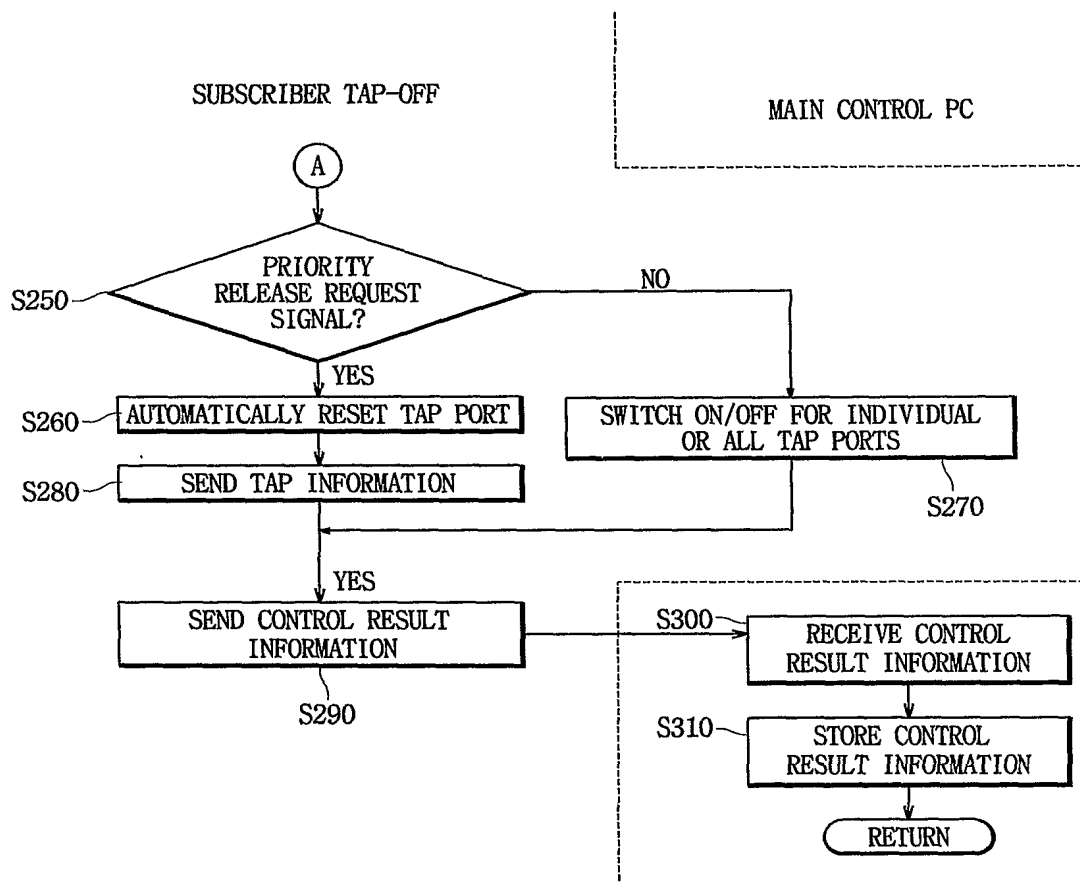 SUBSCRIBER TAP-OFF
MAIN CONTROL PC
A
PRIORITY
RELEASE REQUEST
SIGNAL?
S250
NO
YES
S260
AUTOMATICALLY RESET TAP PORT
SWITCH ON/OFF FOR INDIVIDUAL
OR ALL TAP PORTS
S270
S280
SEND TAP INFORMATION
YES
SEND CONTROL RESULT
INFORMATION
S290
S300
RECEIVE CONTROL
RESULT INFORMATION
S310
STORE CONTROL
RESULT INFORMATION
RETURN